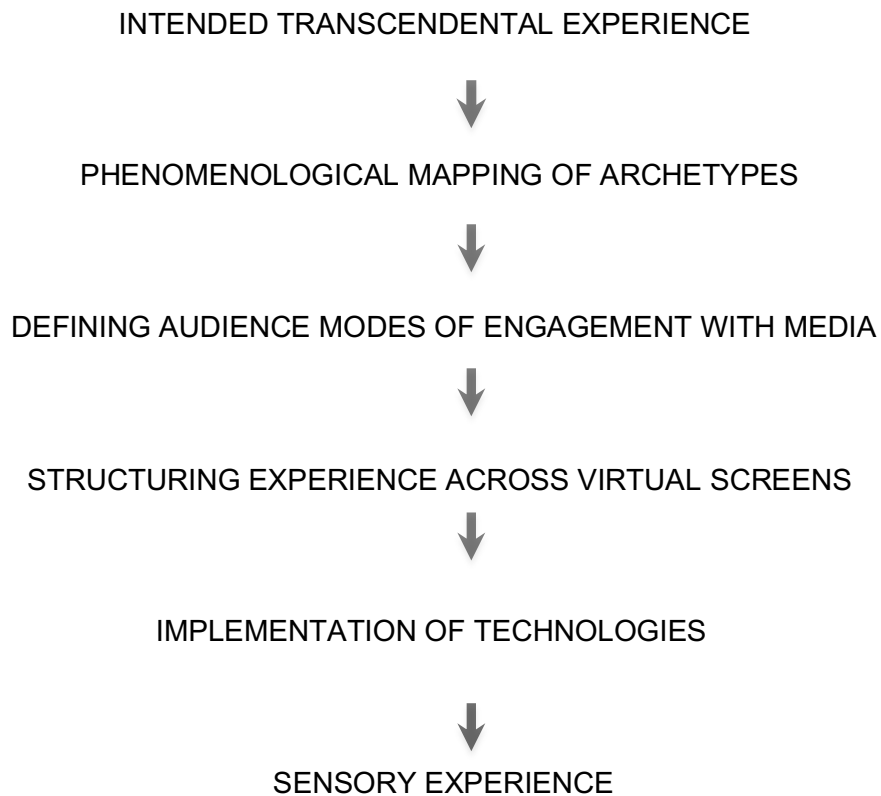 INTENDED TRANSCENDENTAL EXPERIENCE
PHENOMENOLOGICAL MAPPING OF ARCHETYPES
DEFINING AUDIENCE MODES OF ENGAGEMENT WITH MEDIA
STRUCTURING EXPERIENCE ACROSS VIRTUAL SCREENS
IMPLEMENTATION OF TECHNOLOGIES
SENSORY EXPERIENCE